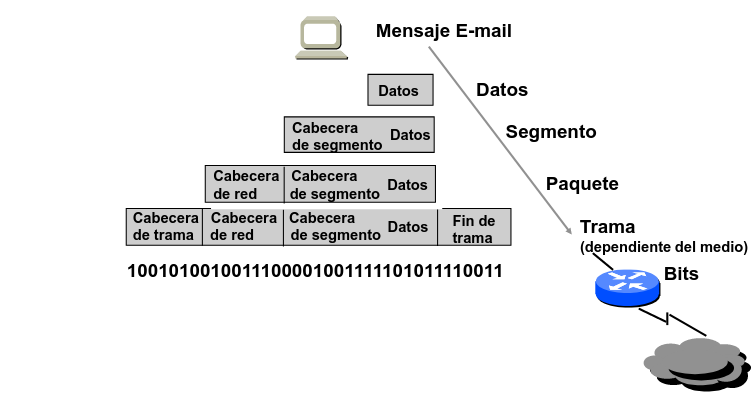 Mensaje E-mail
Datos
Datos
Cabecera
de segmento Datos
Segmento
Cabecera
de red
Cabecera
de segmento Datos
Paquete
Cabecera
de trama
Cabecera
de red
Cabecera
de segmento Datos
Fin de
trama
Trama
(dependiente del medio)
1001010010011100001001111101011110011
Bits